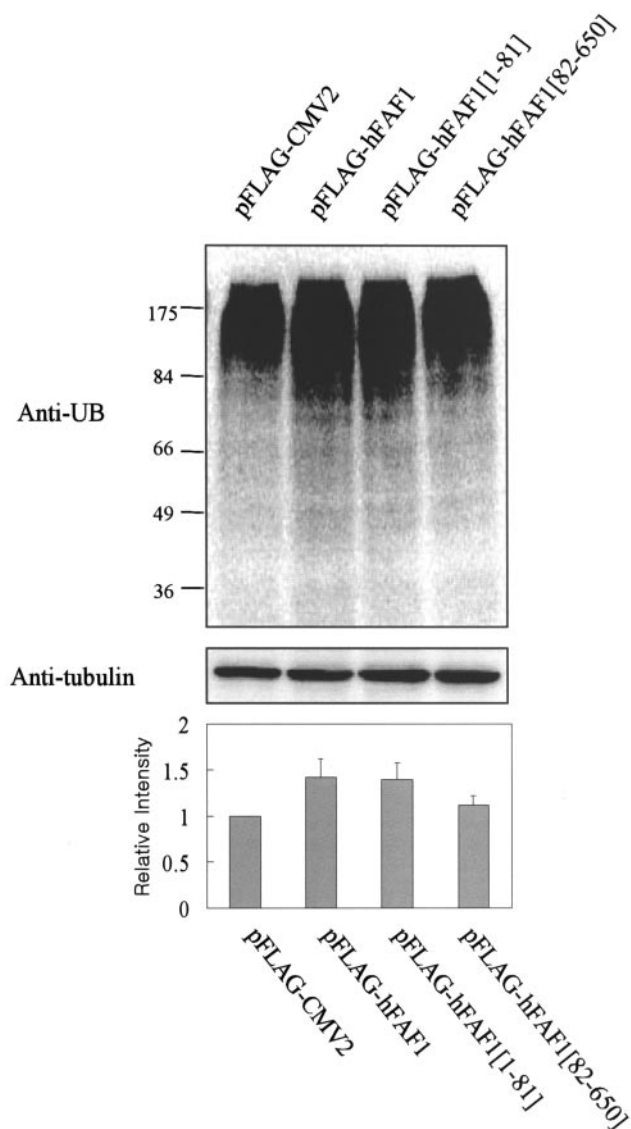 pFLAG-CMV2
pFLAG-hFAF1
pFLAG-hFAF1[1-81]
pFLAG-hFAF1[82-650]
175
84
Anti-UB
66
49
36
Anti-tubulin
2
1.5
1
0.5
0
Relative Intensity
pFLAG-CMV2
pFLAG-hFAF1
pFLAG-hFAF1[1-81]
pFLAG-hFAF1[82-650]